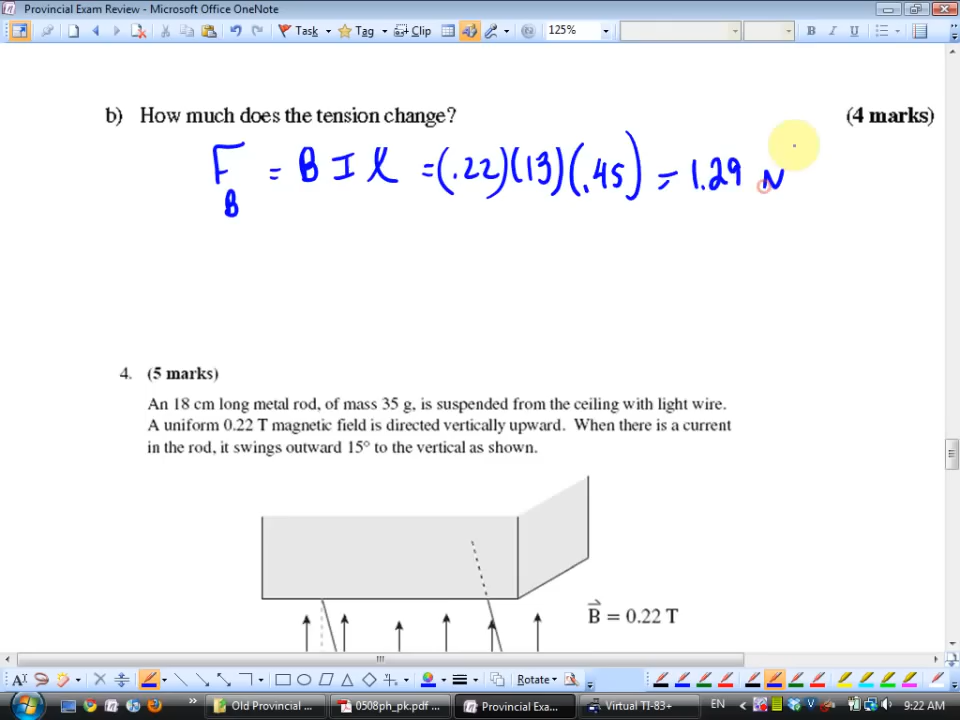 Provincial Exam Review - Microsoft Office OneNote
Task Tag Clip 125% B I U
b) How much does the tension change? (4 marks)
F_B = B I l = (.22)(13)(.45) = 1.29 N
4. (5 marks)
An 18 cm long metal rod, of mass 35 g, is suspended from the ceiling with light wire.
A uniform 0.22 T magnetic field is directed vertically upward. When there is a current
in the rod, it swings outward 15° to the vertical as shown.
B = 0.22 T
Rotate
Old Provincial ... 0508ph_pk.pdf ... Provincial Exa... Virtual TI-83+ EN 9:22 AM